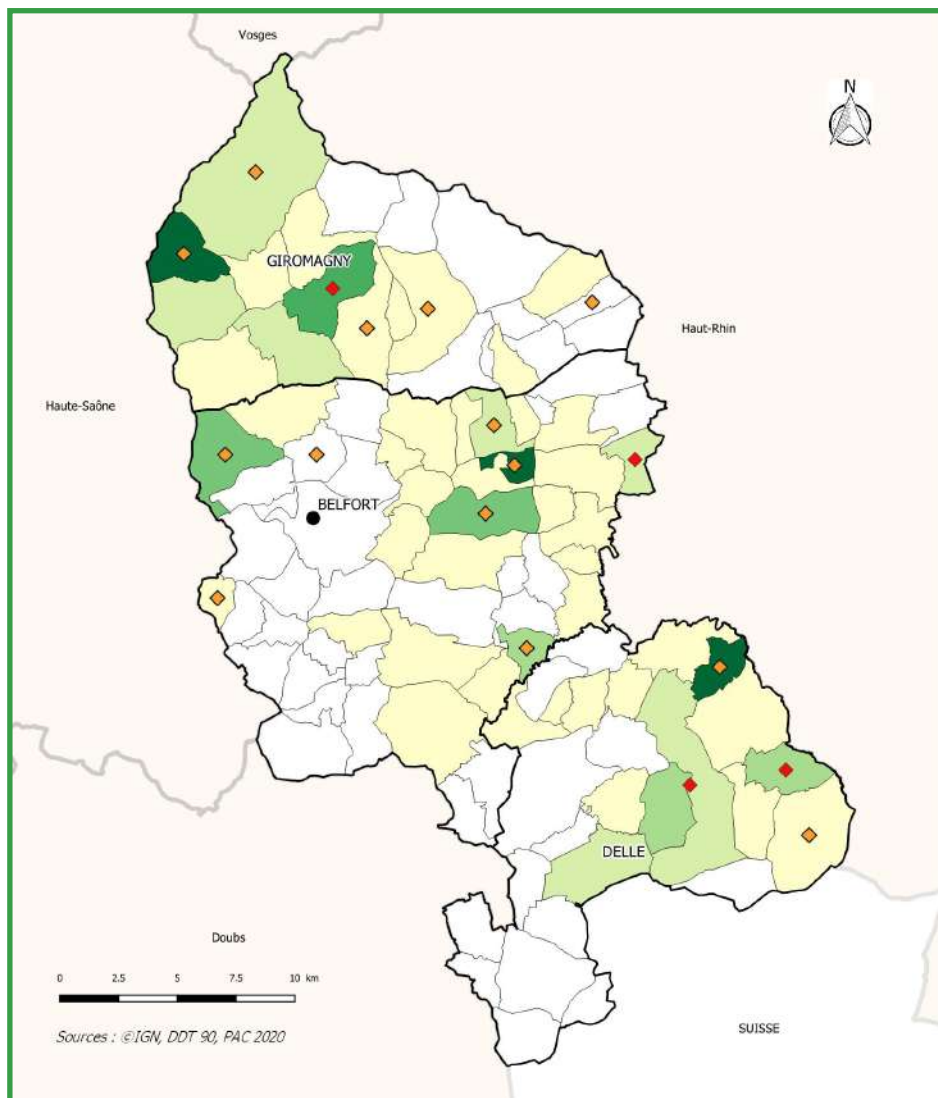 Vosges
N
GIROMAGNY
Haut-Rhin
Haute-Saône
BELFORT
DELLE
Doubs
0 2.5 5 7.5 10 km
Sources : ©IGN, DDT 90, PAC 2020
SUISSE